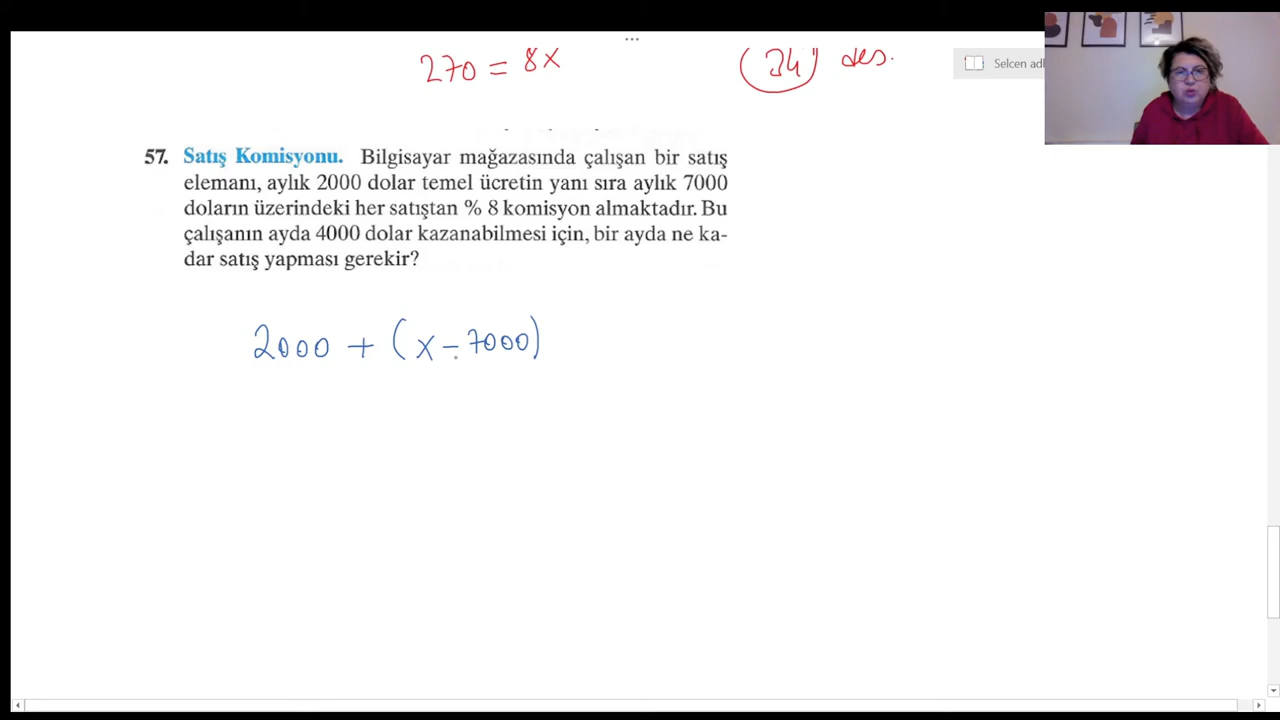 270 = 8x
(34) des.
Selcen
57. Satış Komisyonu. Bilgisayar mağazasında çalışan bir satış
elemanı, aylık 2000 dolar temel ücretin yanı sıra aylık 7000
doların üzerindeki her satıştan % 8 komisyon almaktadır. Bu
çalışanın ayda 4000 dolar kazanabilmesi için, bir ayda ne ka-
dar satış yapması gerekir?
2000 + (x - 7000)